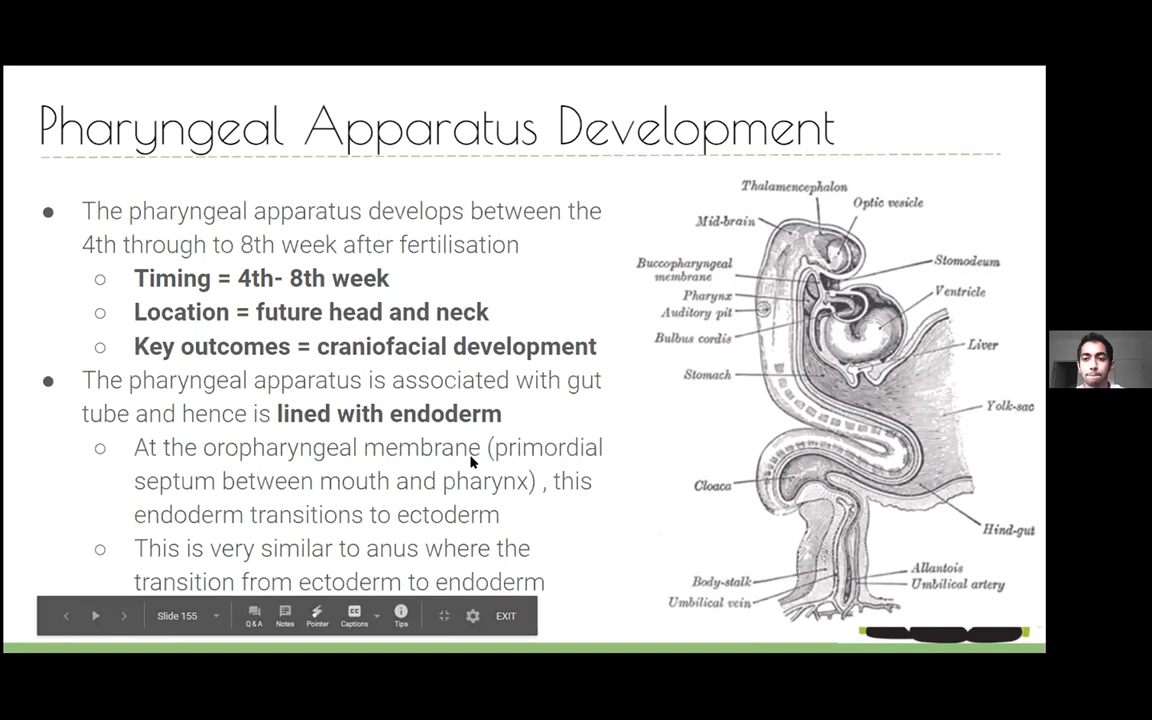 Pharyngeal Apparatus Development
● The pharyngeal apparatus develops between the
4th through to 8th week after fertilisation
○ Timing = 4th- 8th week
○ Location = future head and neck
○ Key outcomes = craniofacial development
● The pharyngeal apparatus is associated with gut
tube and hence is lined with endoderm
○ At the oropharyngeal membrane (primordial
septum between mouth and pharynx) , this
endoderm transitions to ectoderm
○ This is very similar to anus where the
transition from ectoderm to endoderm
Thalamencephalon
Optic vesicle
Mid-brain
Buccopharyngeal
membrane
Stomodeum
Pharynx
Ventricle
Auditory pit
Bulbus cordis
Liver
Stomach
Yolk-sac
Cloaca
Hind-gut
Allantois
Body-stalk
Umbilical artery
Umbilical vein
Slide 155
Q & A
Notes
Pointer
Captions
Tips
EXIT